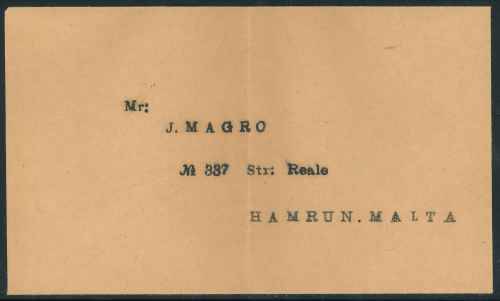 Mr:
J. MAGRO
№ 337 Str: Reale
HAMRUN. MALTA